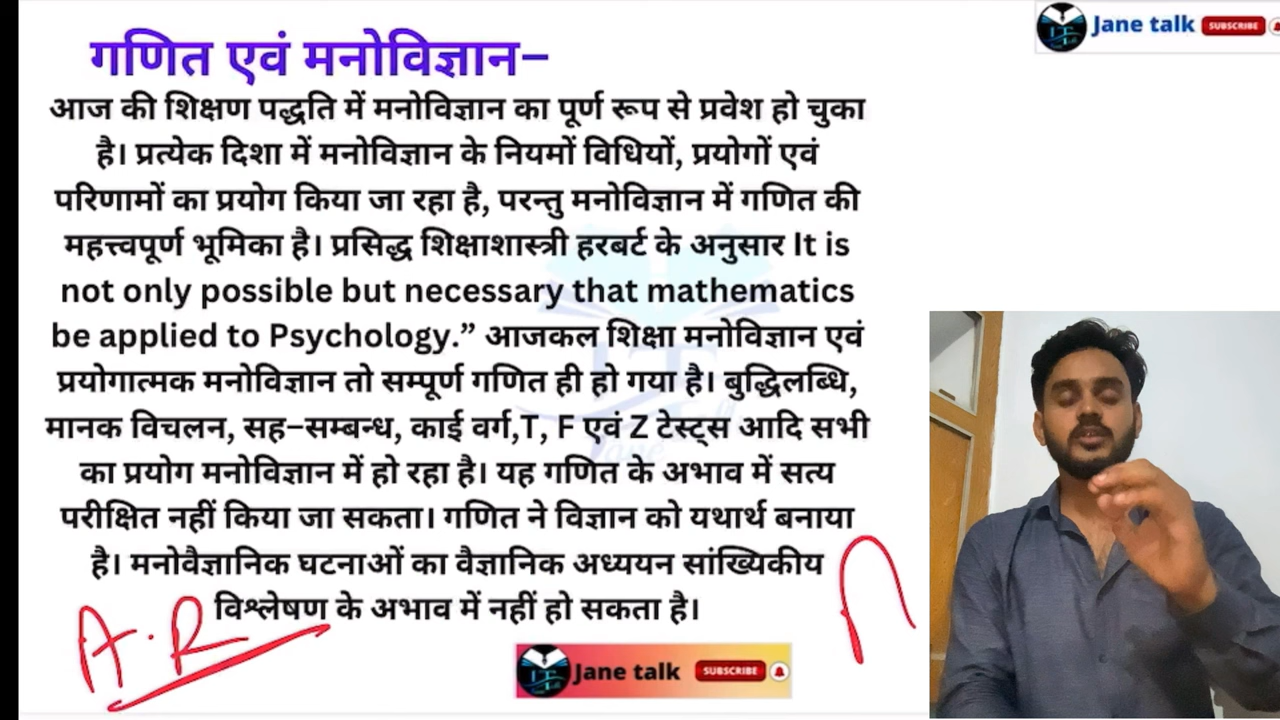 Jane talk SUBSCRIBE
गणित एवं मनोविज्ञान–
आज की शिक्षण पद्धति में मनोविज्ञान का पूर्ण रूप से प्रवेश हो चुका
है। प्रत्येक दिशा में मनोविज्ञान के नियमों विधियों, प्रयोगों एवं
परिणामों का प्रयोग किया जा रहा है, परन्तु मनोविज्ञान में गणित की
महत्त्वपूर्ण भूमिका है। प्रसिद्ध शिक्षाशास्त्री हरबर्ट के अनुसार It is
not only possible but necessary that mathematics
be applied to Psychology.” आजकल शिक्षा मनोविज्ञान एवं
प्रयोगात्मक मनोविज्ञान तो सम्पूर्ण गणित ही हो गया है। बुद्धिलब्धि,
मानक विचलन, सह–सम्बन्ध, काई वर्ग,T, F एवं Z टेस्ट्स आदि सभी
का प्रयोग मनोविज्ञान में हो रहा है। यह गणित के अभाव में सत्य
परीक्षित नहीं किया जा सकता। गणित ने विज्ञान को यथार्थ बनाया
है। मनोवैज्ञानिक घटनाओं का वैज्ञानिक अध्ययन सांख्यिकीय
विश्लेषण के अभाव में नहीं हो सकता है।
A.R
Jane talk SUBSCRIBE